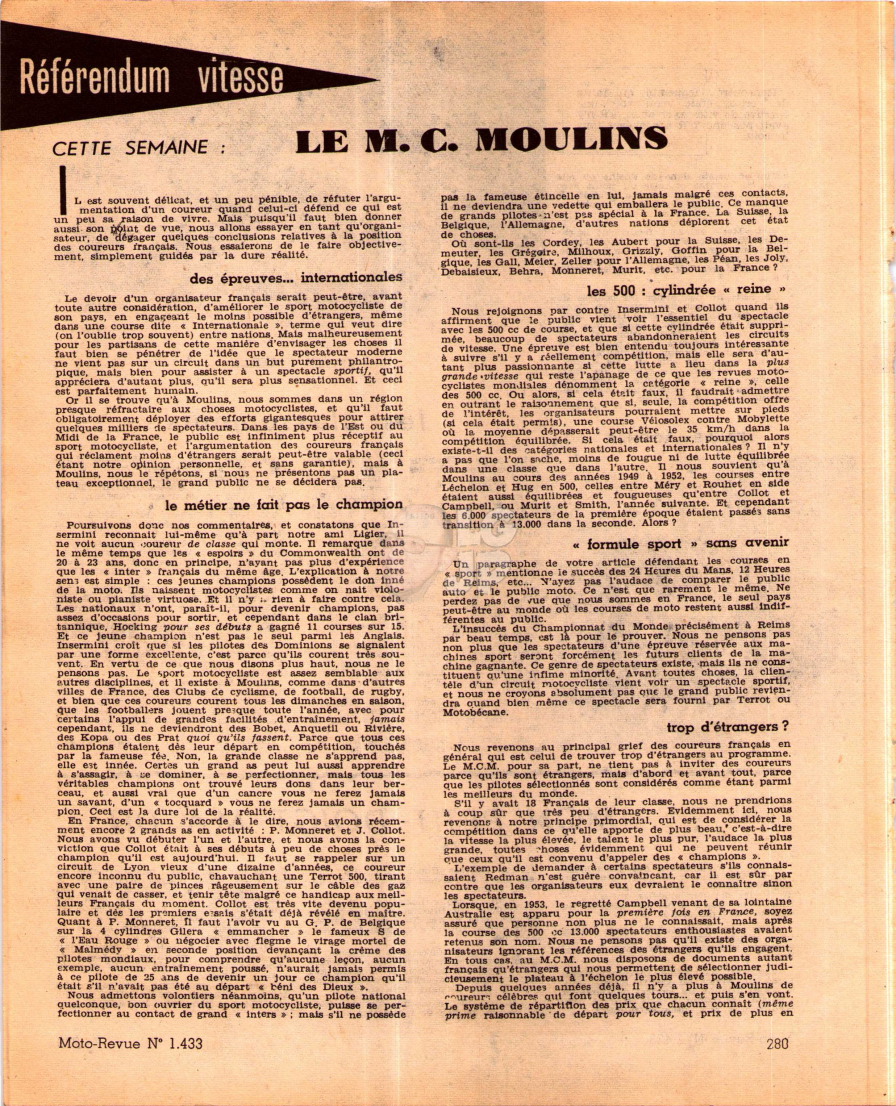 Référendum vitesse
CETTE SEMAINE :
LE M. C. MOULINS
IL est souvent délicat, et un peu pénible, de réfuter l'argu-
mentation d'un coureur quand celui-ci défend ce qui est
un peu sa raison de vivre. Mais puisqu'il faut bien donner
aussi son point de vue, nous allons essayer en tant qu'organi-
sateur, de dégager quelques conclusions relatives à la position
des coureurs français. Nous essalerons de le faire objective-
ment, simplement guidés par la dure réalité.
des épreuves... internationales
Le devoir d'un organisateur français serait peut-être, avant
toute autre considération, d'améliorer le sport motocycliste de
son pays, en engageant le moins possible d'étrangers, même
dans une course dite « Internationale », terme qui veut dire
(on l'oublie trop souvent) entre nations. Mais malheureusement
pour les partisans de cette manière d'envisager les choses il
faut bien se pénétrer de l'idée que le spectateur moderne
ne vient pas sur un circuit dans un but purement philantro-
pique, mais bien pour assister à un spectacle sportif, qu'il
appréciera d'autant plus, qu'il sera plus sensationnel. Et ceci
est parfaitement humain.
Or il se trouve qu'à Moulins, nous sommes dans un région
presque réfractaire aux choses motocyclistes, et qu'il faut
obligatoirement déployer des efforts gigantesques pour attirer
quelques milliers de spectateurs. Dans les pays de l'Est ou du
Midi de la France, le public est infiniment plus réceptif au
sport motocycliste, et l'argumentation des coureurs français
qui réclament moins d'étrangers serait peut-être valable (ceci
étant notre opinion personnelle, et sans garantie), mais à
Moulins, nous le répétons, si nous ne présentons pas un pla-
teau exceptionnel, le grand public ne se décidera pas.
le métier ne fait pas le champion
Poursuivons donc nos commentaires, et constatons que In-
sermini reconnait lui-même qu'à part notre ami Ligier, il
ne voit aucun coureur de classe qui monte. Il remarque dans
le même temps que les « espoirs » du Commonwealth ont de
20 à 23 ans, donc en principe, n'ayant pas plus d'expérience
que les « inter » français du même âge. L'explication à notre
sens est simple : ces jeunes champions possèdent le don inné
de la moto. Ils naissent motocyclistes comme on nait violo-
niste ou pianiste virtuose. Et il n'y a rien à faire contre cela.
Les nationaux n'ont, paraît-il, pour devenir champions, pas
assez d'occasions pour sortir, et cependant dans le clan bri-
tannique, Hocking pour ses débuts a gagné 11 courses sur 15.
Et ce jeune champion n'est pas le seul parmi les Anglais.
Insermini croit que si les pilotes des Dominions se signalent
par une forme excellente, c'est parce qu'ils courent très sou-
vent. En vertu de ce que nous disons plus haut, nous ne le
pensons pas. Le sport motocycliste est assez semblable aux
autres disciplines, et il existe à Moulins, comme dans d'autres
villes de France, des Clubs de cyclisme, de football, de rugby,
et bien que ces coureurs courent tous les dimanches en saison,
que les footballers jouent presque toute l'année, avec pour
certains l'appui de grandes facilités d'entraînement, jamais
cependant, ils ne deviendront des Bobet, Anquetil ou Rivière,
des Kopa ou des Prat quoi qu'ils fassent. Parce que tous ces
champions étaient dès leur départ en compétition, touchés
par la fameuse fée. Non, la grande classe ne s'apprend pas,
elle est innée. Certes un grand as peut lui aussi apprendre
à s'assagir, à se dominer, à se perfectionner, mais tous les
véritables champions ont trouvé leurs dons dans leur ber-
ceau, et aussi vrai que d'un cancre vous ne ferez jamais
un savant, d'un « tocquard » vous ne ferez jamais un cham-
pion. Ceci est la dure loi de la réalité.
En France, chacun s'accorde à le dire, nous avions récem-
ment encore 2 grands as en activité : P. Monneret et J. Collot.
Nous avons vu débuter l'un et l'autre, et nous avons la con-
viction que Collot était à ses débuts à peu de choses près le
champion qu'il est aujourd'hui. Il faut se rappeler sur un
circuit de Lyon vieux d'une dizaine d'années, ce coureur
encore inconnu du public, chavauchant une Terrot 500, tirant
avec une paire de pinces rageusement sur le câble des gas
qui venait de casser, et tenir tête malgré ce handicap aux meil-
leurs Français du moment. Collot est très vite devenu popu-
laire et dès les premiers essais s'était déjà révélé en maître.
Quant à P. Monneret, il faut l'avoir vu au G. P. de Belgique
sur la 4 cylindres Gilera « emmancher » le fameux S de
« l'Eau Rouge » ou négocier avec flegme le virage mortel de
« Malmédy » en seconde position devançant la crème des
pilotes mondiaux, pour comprendre qu'aucune leçon, aucun
exemple, aucun entraînement poussé, n'aurait jamais permis
à ce pilote de 25 ans de devenir un jour ce champion qu'il
était s'il n'avait pas été au départ « béni des Dieux ».
Nous admettons volontiers néanmoins, qu'un pilote national
quelconque, bon ouvrier du sport motocycliste, puisse se per-
fectionner au contact de grand « inters » ; mais s'il ne possède
pas la fameuse étincelle en lui, jamais malgré ces contacts,
il ne deviendra une vedette qui emballera le public. Ce manque
de grands pilotes n'est pas spécial à la France. La Suisse, la
Belgique, l'Allemagne, d'autres nations déplorent cet état
de choses.
Où sont-ils les Cordey, les Aubert pour la Suisse, les De-
meuter, les Grégoire, Milhoux, Grizzly, Goffin pour la Bel-
gique, les Gall, Meier, Zeller pour l'Allemagne, les Péan, les Joly,
Debaisieux, Behra, Monneret, Murit, etc. pour la France ?
les 500 : cylindrée « reine »
Nous rejoignons par contre Insermini et Collot quand ils
affirment que le public vient voir l'essentiel du spectacle
avec les 500 cc de course, et que si cette cylindrée était suppri-
mée, beaucoup de spectateurs abandonneraient les circuits
de vitesse. Une épreuve est bien entendu toujours intéressante
à suivre s'il y a réellement compétition, mais elle sera d'au-
tant plus passionnante si cette lutte a lieu dans la plus
grande vitesse qui reste l'apanage de ce que les revues moto-
cyclistes mondiales dénomment la catégorie « reine », celle
des 500 cc. Ou alors, si cela était faux, il faudrait admettre
en outrant le raisonnement que si, seule, la compétition offre
de l'intérêt, les organisateurs pourraient mettre sur pieds
(si cela était permis), une course Vélosolex contre Mobylette
où la moyenne dépasserait peut-être le 35 km/h dans la
compétition équilibrée. Si cela était faux, pourquoi alors
existe-t-il des catégories nationales et internationales ? Il n'y
a pas que l'on sache, moins de fougue ni de lutte équilibrée
dans une classe que dans l'autre. Il nous souvient qu'à
Moulins au cours des années 1949 à 1952, les courses entre
Léchelon et Hug en 500, celles entre Méry et Rouhet en side
étaient aussi équilibrées et fougueuses qu'entre Collot et
Campbell, ou Murit et Smith, l'année suivante. Et cependant
les 6.000 spectateurs de la première époque étaient passés sans
transition à 13.000 dans la seconde. Alors ?
« formule sport » sans avenir
Un paragraphe de votre article défendant les courses en
« sport » mentionne le succès des 24 Heures du Mans, 12 Heures
de Reims, etc... N'ayez pas l'audace de comparer le public
auto et le public moto. Ce n'est que rarement le même. Ne
perdez pas de vue que nous sommes en France, le seul pays
peut-être au monde où les courses de moto restent aussi indif-
férentes au public.
L'insuccès du Championnat du Monde précisément à Reims
par beau temps, est là pour le prouver. Nous ne pensons pas
non plus que les spectateurs d'une épreuve réservée aux ma-
chines sport seront forcément les futurs clients de la ma-
chine gagnante. Ce genre de spectateurs existe, mais ils ne cons-
tituent qu'une infime minorité. Avant toutes choses, la clien-
tèle d'un circuit motocycliste vient voir un spectacle sportif,
et nous ne croyons absolument pas que le grand public revien-
dra quand bien même ce spectacle sera fourni par Terrot ou
Motobécane.
trop d'étrangers ?
Nous revenons au principal grief des coureurs français en
général qui est celui de trouver trop d'étrangers au programme.
Le M.C.M. pour sa part, ne tient pas à inviter des coureurs
parce qu'ils sont étrangers, mais d'abord et avant tout, parce
que les pilotes sélectionnés sont considérés comme étant parmi
les meilleurs du monde.
S'il y avait 18 Français de leur classe, nous ne prendrions
à coup sûr que très peu d'étrangers. Evidemment ici, nous
revenons à notre principe primordial, qui est de considérer la
compétition dans ce qu'elle apporte de plus beau, c'est-à-dire
la vitesse la plus élevée, le talent le plus pur, l'audace la plus
grande, toutes choses évidemment qui ne peuvent réunir
que ceux qu'il est convenu d'appeler des « champions ».
L'exemple de demander à certains spectateurs s'ils connais-
saient Redman n'est guère convaincant, car il est sûr par
contre que les organisateurs eux devraient le connaître sinon
les spectateurs.
Lorsque, en 1953, le regretté Campbell venant de sa lointaine
Australie est apparu pour la première fois en France, soyez
assuré que personne non plus ne le connaissait, mais après
la course des 500 cc 13.000 spectateurs enthousiastes avaient
retenus son nom. Nous ne pensons pas qu'il existe des orga-
nisateurs ignorant les références des étrangers qu'ils engagent.
En tous cas, au M.C.M. nous disposons de documents autant
français qu'étrangers qui nous permettent de sélectionner judi-
cieusement le plateau à l'échelon le plus élevé possible.
Depuis quelques années déjà, il n'y a plus à Moulins de
coureurs célèbres qui font quelques tours... et puis s'en vont.
Le système de répartition des prix que chacun connaît (même
prime raisonnable de départ pour tous, et prix de plus en
Moto-Revue N° 1.433
280